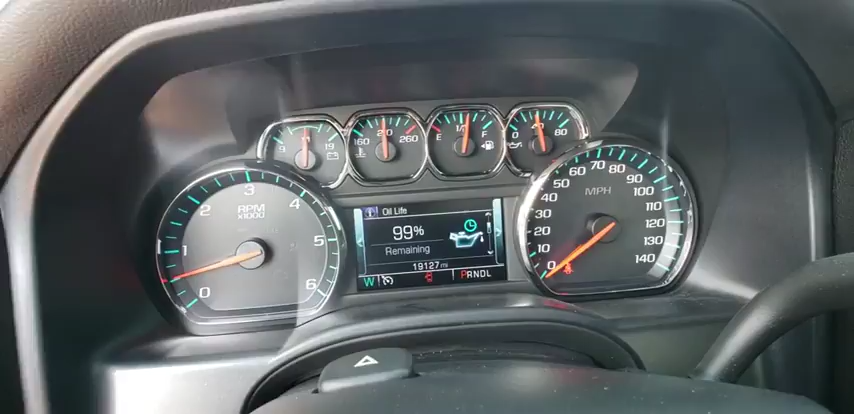 9 19
160 210 260
E 1/2 F
0 80
0 1 2 3 4 5 6
RPM
x1000
Oil Life
99%
Remaining
19127 mi
W PRNDL
0 10 20 30 40 50 60 70 80 90 100 110 120 130 140
MPH